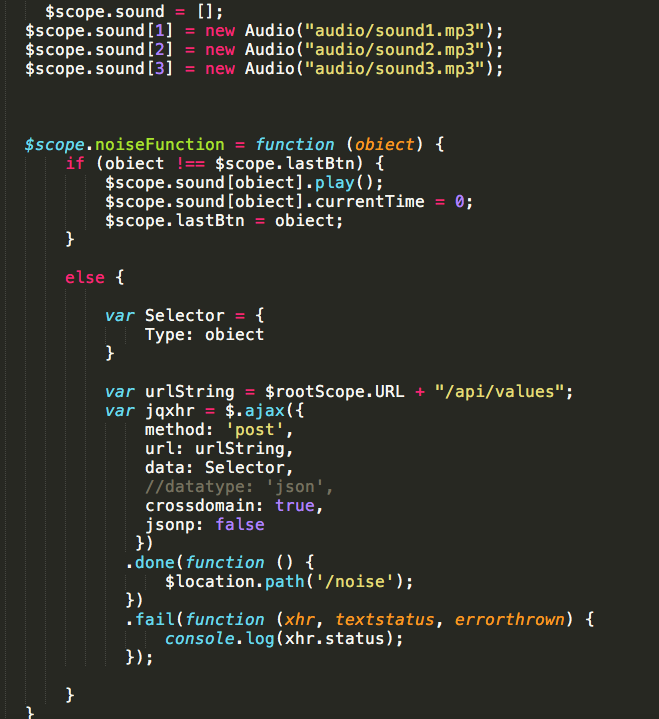 $scope.sound = [];
$scope.sound[1] = new Audio("audio/sound1.mp3");
$scope.sound[2] = new Audio("audio/sound2.mp3");
$scope.sound[3] = new Audio("audio/sound3.mp3");
$scope.noiseFunction = function (obiect) {
if (obiect !== $scope.lastBtn) {
$scope.sound[obiect].play();
$scope.sound[obiect].currentTime = 0;
$scope.lastBtn = obiect;
}
else {
var Selector = {
Type: obiect
}
var urlString = $rootScope.URL + "/api/values";
var jqxhr = $.ajax({
method: 'post',
url: urlString,
data: Selector,
//datatype: 'json',
crossdomain: true,
jsonp: false
})
.done(function () {
$location.path('/noise');
})
.fail(function (xhr, textstatus, errorthrown) {
console.log(xhr.status);
});
}
}